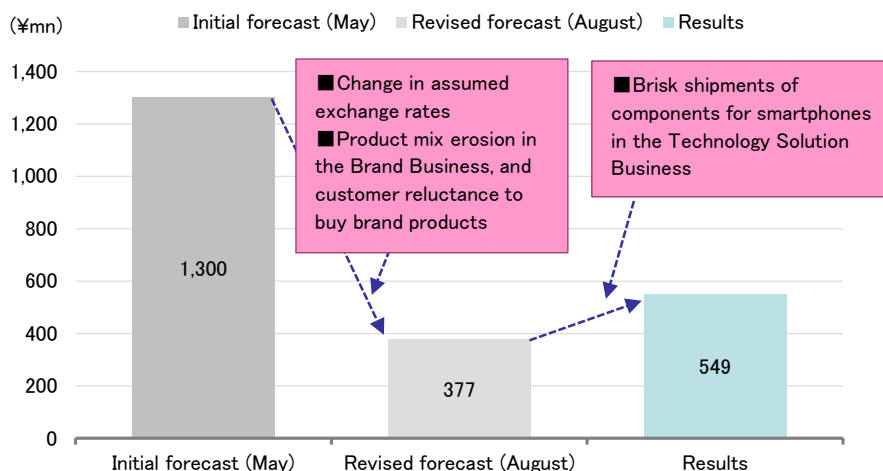 (¥mn)
■Initial forecast (May) ■Revised forecast (August) ■Results
1,400
1,200
1,000
800
600
400
200
0
■Change in assumed
exchange rates
■Product mix erosion in
the Brand Business, and
customer reluctance to
buy brand products
■Brisk shipments of
components for smartphones
in the Technology Solution
Business
1,300
377
549
Initial forecast (May) Revised forecast (August) Results